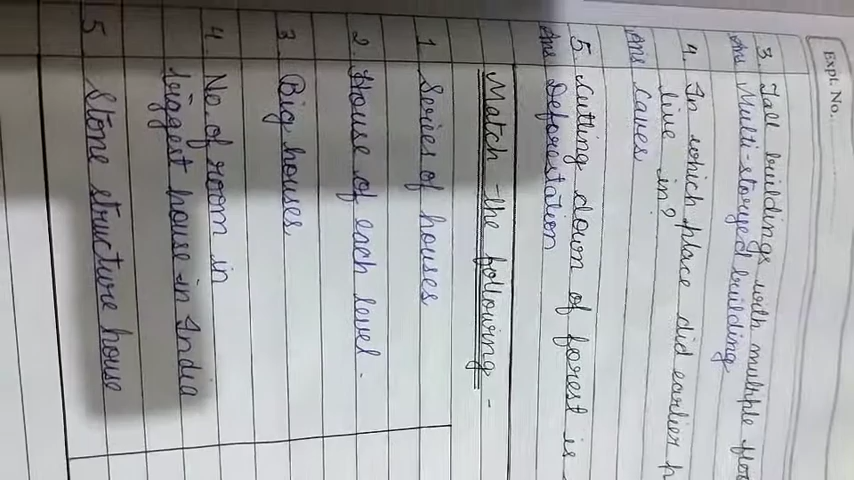 Expt. No.
3. Tall buildings with multiple
Ans Multi-storyed building
4. In which place did earlier
live in?
Ans caves
5. Cutting down of forest is
Ans Deforestation
Match the following -
1. Series of houses
2. House of each level.
3 Big houses
4. No. of room in
biggest house in India
5 Stone structure house